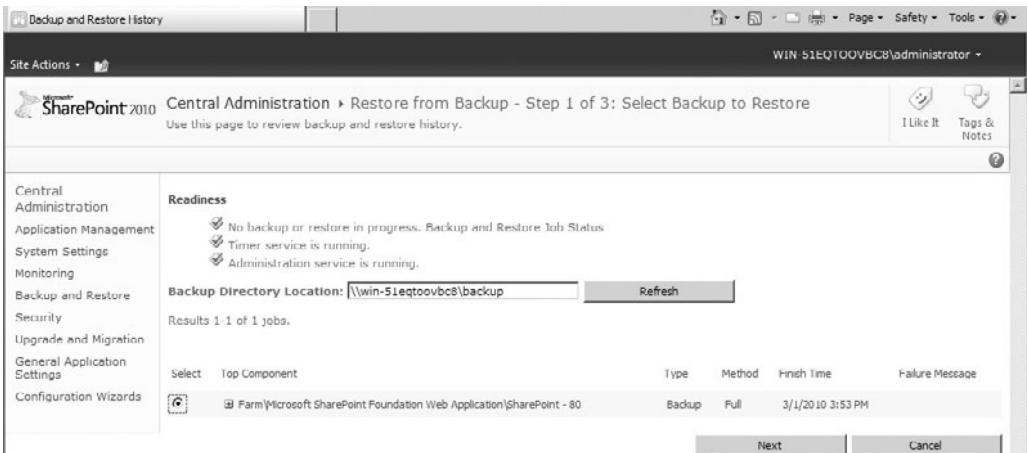 Backup and Restore History
Page Safety Tools
WIN-51EQTOOVBC8\administrator
Site Actions
Microsoft
SharePoint 2010
Central Administration Restore from Backup - Step 1 of 3: Select Backup to Restore
Use this page to review backup and restore history.
I Like It
Tags & Notes
Central Administration
Application Management
System Settings
Monitoring
Backup and Restore
Security
Upgrade and Migration
General Application Settings
Configuration Wizards
Readiness
No backup or restore in progress. Backup and Restore Job Status
Timer service is running.
Administration service is running.
Backup Directory Location: \\win-51eqtoovbc8\backup Refresh
Results 1-1 of 1 jobs.
Select Top Component Type Method Finish Time Failure Message
Farm\Microsoft SharePoint Foundation Web Application\SharePoint - 80 Backup Full 3/1/2010 3:53 PM
Next Cancel